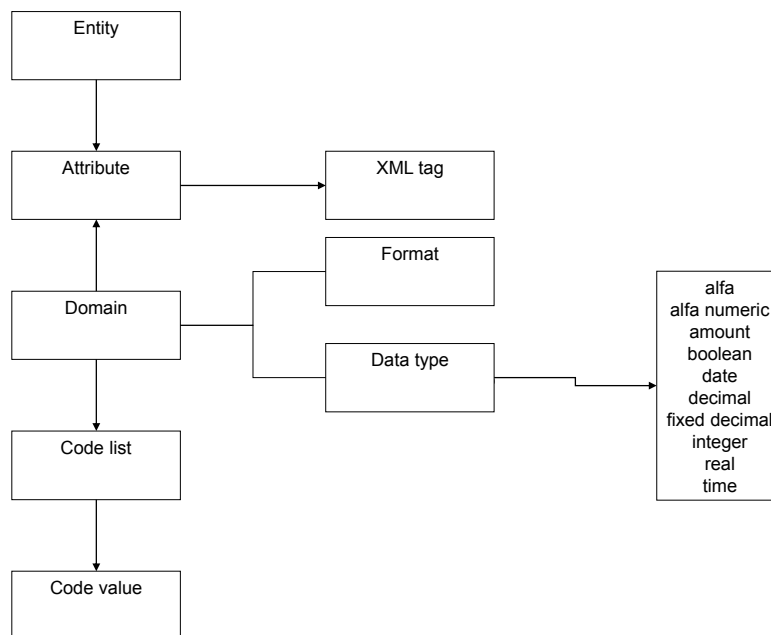 Entity
Attribute
XML tag
Format
Domain
Data type
alfa
alfa numeric
amount
boolean
date
decimal
fixed decimal
integer
real
time
Code list
Code value